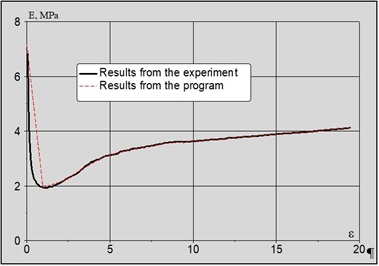 E, MPa
8
Results from the experiment
Results from the program
6
4
2
ε
0
0 5 10 15 20 ¶